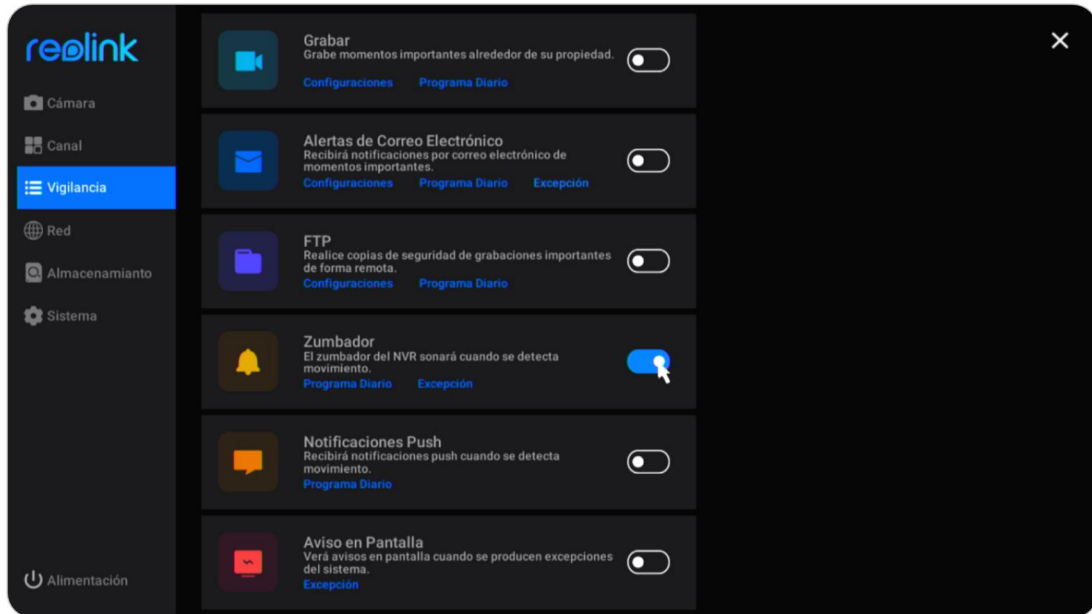 reolink
Cámara
Canal
Vigilancia
Red
Almacenamianto
Sistema
Alimentación
Grabar
Grabe momentos importantes alrededor de su propiedad.
Configuraciones Programa Diario
Alertas de Correo Electrónico
Recibirá notificaciones por correo electrónico de
momentos importantes.
Configuraciones Programa Diario Excepción
FTP
Realice copias de seguridad de grabaciones importantes
de forma remota.
Configuraciones Programa Diario
Zumbador
El zumbador del NVR sonará cuando se detecta
movimiento.
Programa Diario Excepción
Notificaciones Push
Recibirá notificaciones push cuando se detecta
movimiento.
Programa Diario
Aviso en Pantalla
Verá avisos en pantalla cuando se producen excepciones
del sistema.
Excepción